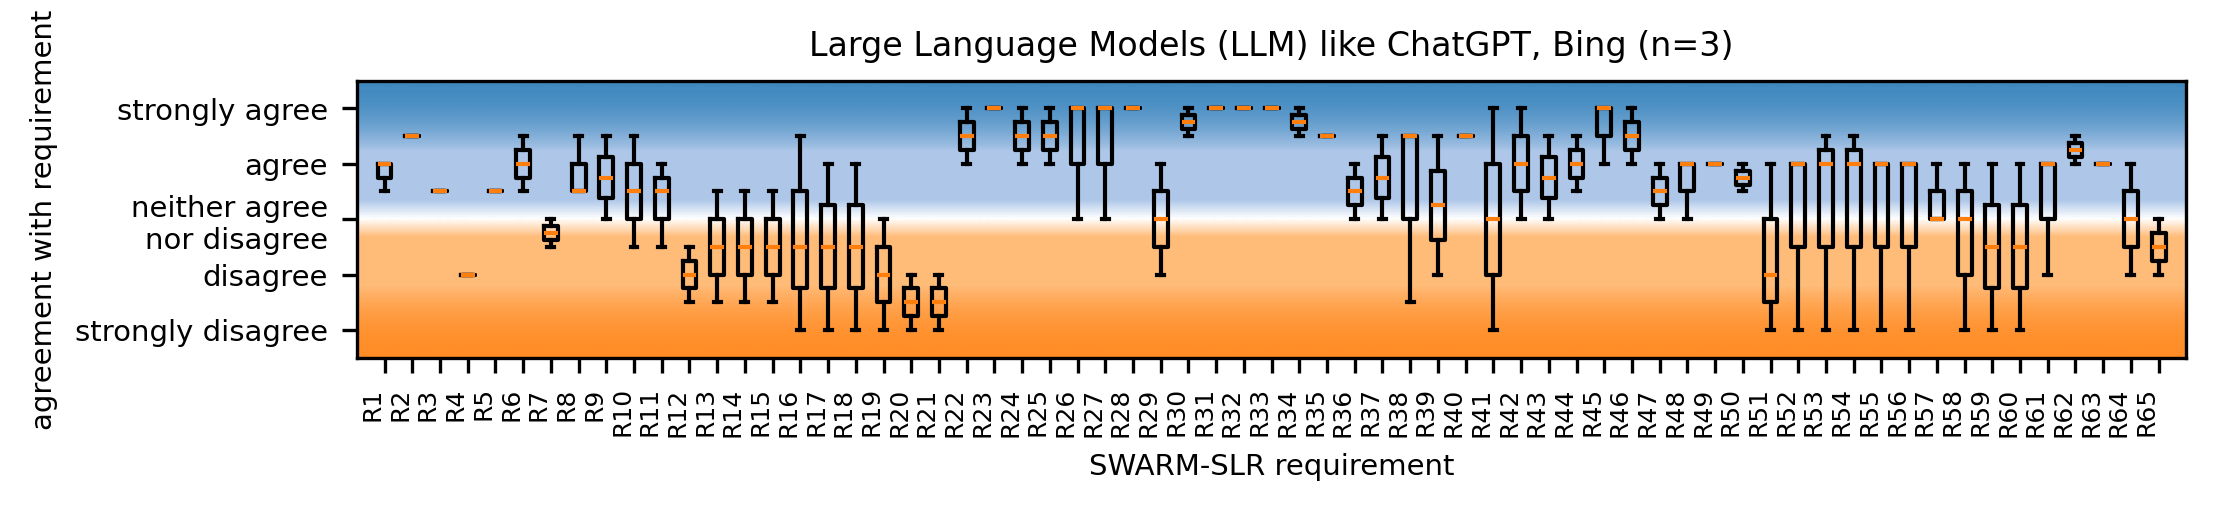 Large Language Models (LLM) like ChatGPT, Bing (n=3)
agreement with requirement
strongly agree
agree
neither agree
nor disagree
disagree
strongly disagree
R1 R2 R3 R4 R5 R6 R7 R8 R9 R10 R11 R12 R13 R14 R15 R16 R17 R18 R19 R20 R21 R22 R23 R24 R25 R26 R27 R28 R29 R30 R31 R32 R33 R34 R35 R36 R37 R38 R39 R40 R41 R42 R43 R44 R45 R46 R47 R48 R49 R50 R51 R52 R53 R54 R55 R56 R57 R58 R59 R60 R61 R62 R63 R64 R65
SWARM-SLR requirement